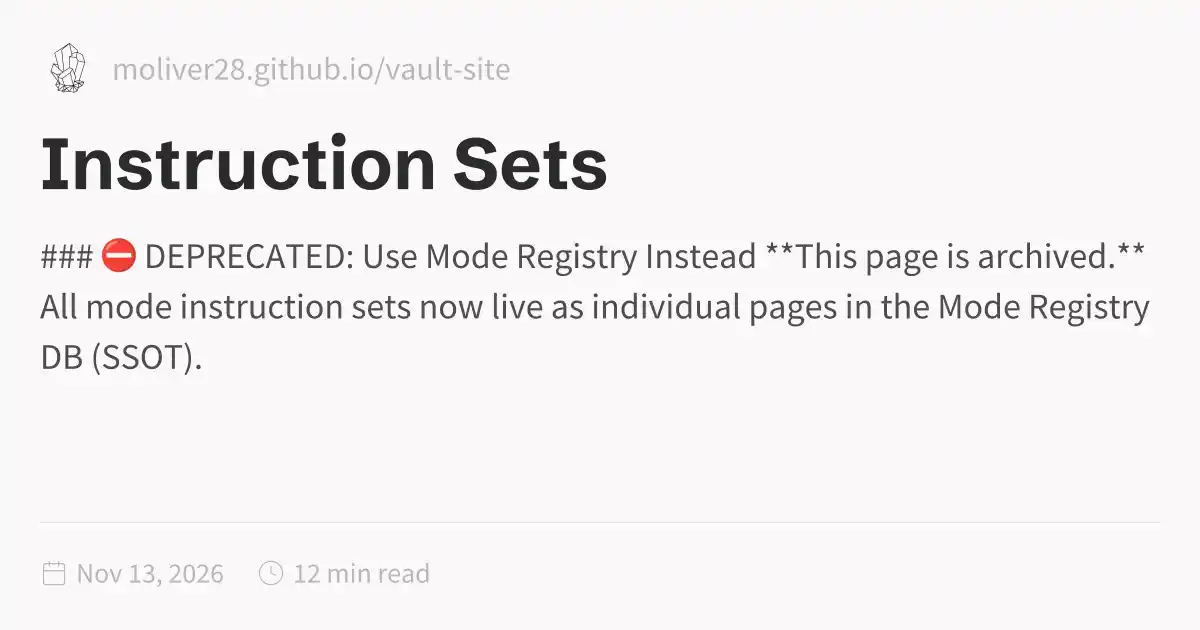 moliver28.github.io/vault-site
Instruction Sets
### ⛔ DEPRECATED: Use Mode Registry Instead **This page is archived.**
All mode instruction sets now live as individual pages in the Mode Registry
DB (SSOT).
Nov 13, 2026
12 min read